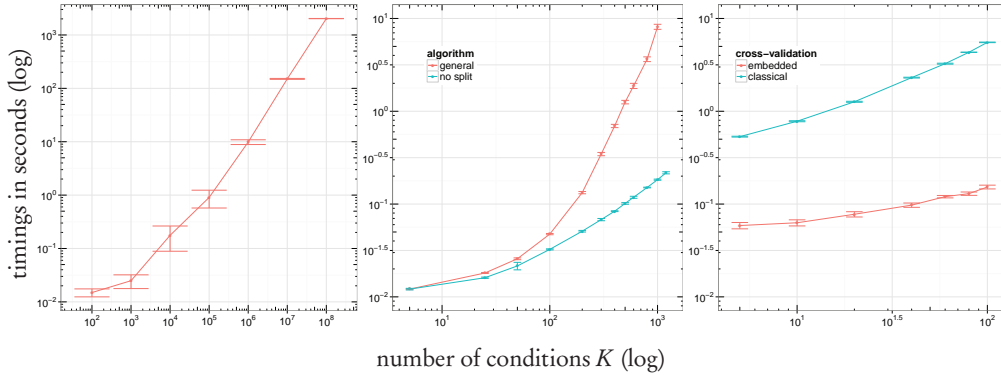 timings in seconds (log)
10^3
10^2
10^1
10^0
10^-1
10^-2
10^2 10^3 10^4 10^5 10^6 10^7 10^8
10^1
10^0.5
10^0
10^-0.5
10^-1
10^-1.5
10^-2
algorithm
general
no split
10^1 10^2 10^3
10^1
10^0.5
10^0
10^-0.5
10^-1
10^-1.5
10^-2
cross-validation
embedded
classical
10^1 10^1.5 10^2
number of conditions K (log)